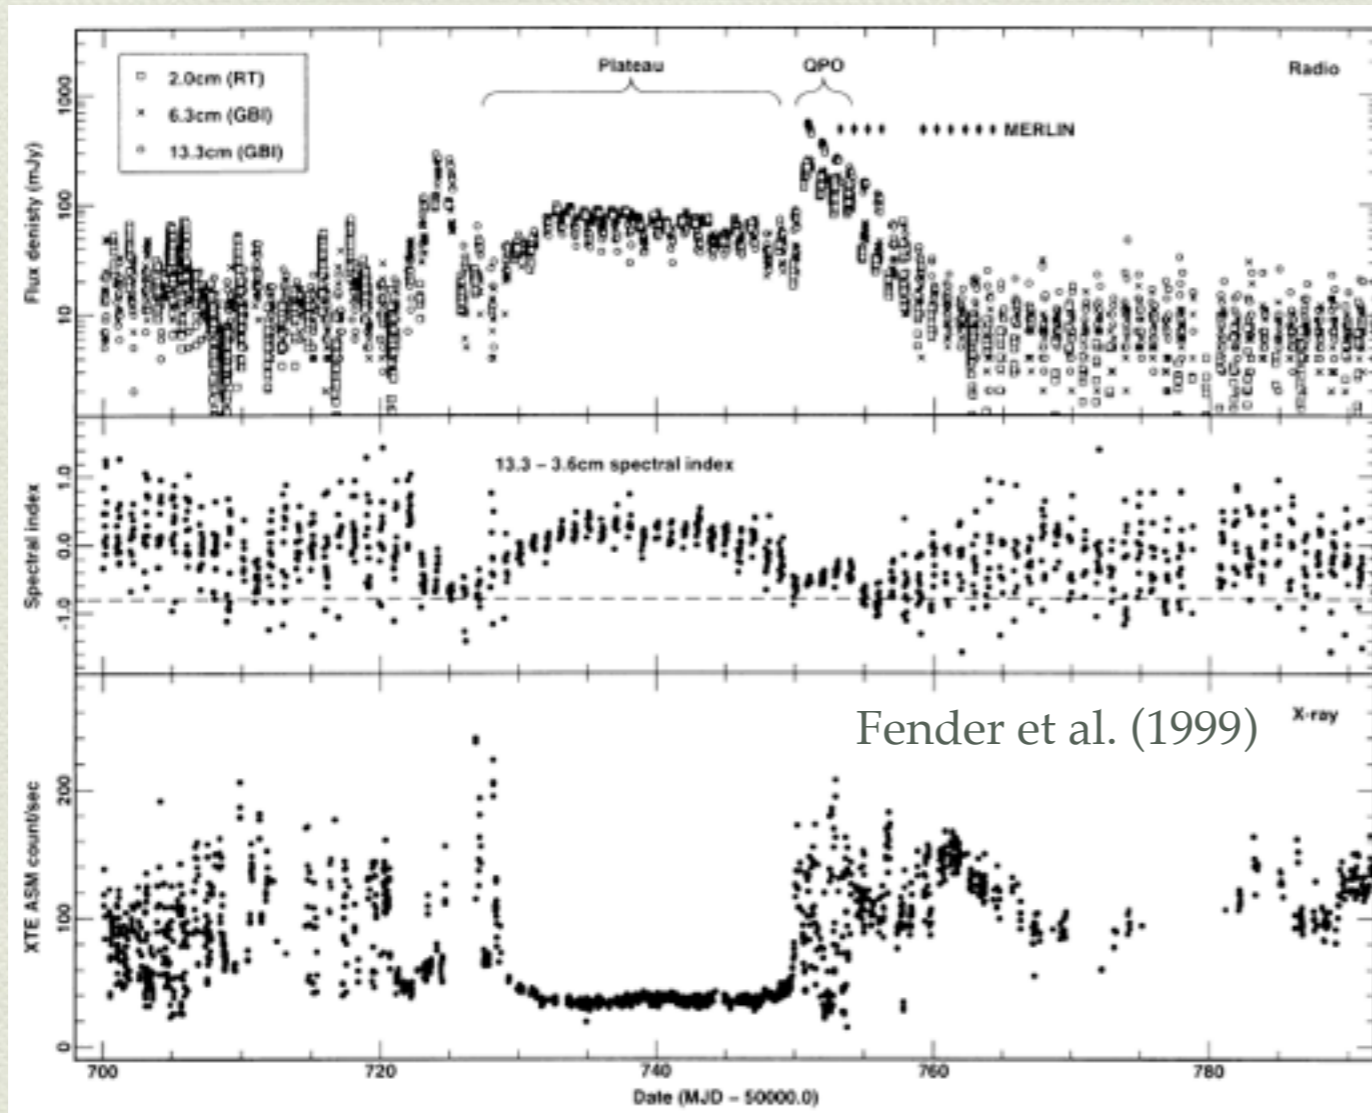 Plateau
QPO
Radio
□ 2.0cm (RT)
× 6.3cm (GBI)
○ 13.3cm (GBI)
MERLIN
Flux denisty (mJy)
1000
100
10
13.3 – 3.6cm spectral index
Spectral index
1.0
0.0
-1.0
X-ray
Fender et al. (1999)
XTE ASM count/sec
200
100
0
700 720 740 760 780
Date (MJD – 50000.0)